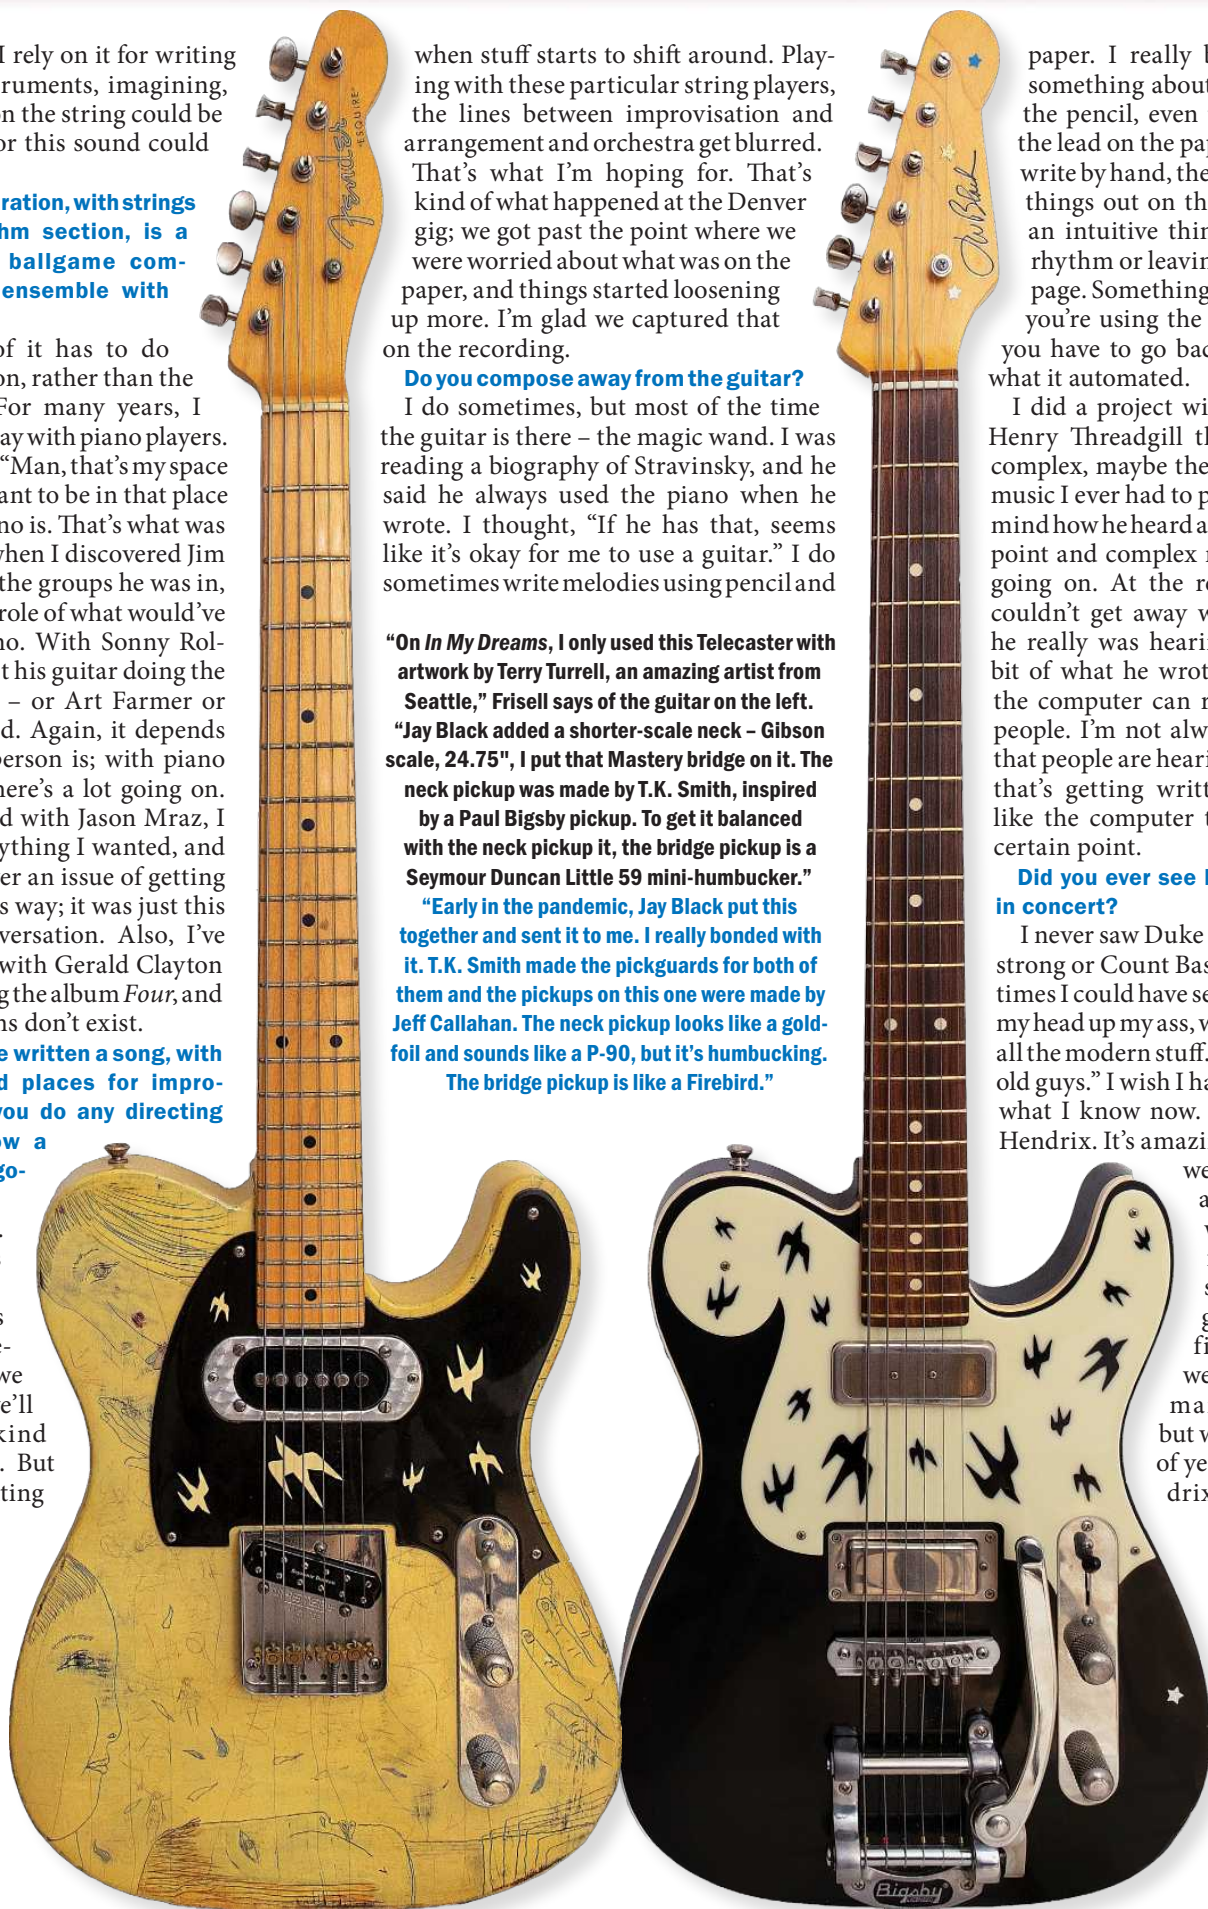 I rely on it for writing
ruments, imagining,
on the string could be
or this sound could
ration, with strings
hm section, is a
ballgame com-
ensemble with
of it has to do
on, rather than the
For many years, I
ay with piano players.
“Man, that's my space
ant to be in that place
no is. That's what was
when I discovered Jim
the groups he was in,
role of what would've
no. With Sonny Rol-
t his guitar doing the
– or Art Farmer or
d. Again, it depends
erson is; with piano
here's a lot going on.
d with Jason Mraz, I
ything I wanted, and
er an issue of getting
s way; it was just this
versation. Also, I've
with Gerald Clayton
g the album Four, and
ns don't exist.
e written a song, with
d places for impro-
you do any directing
ow a
go-
.
s
e-
we
e'll
kind
. But
ting
when stuff starts to shift around. Play-
ing with these particular string players,
the lines between improvisation and
arrangement and orchestra get blurred.
That's what I'm hoping for. That's
kind of what happened at the Denver
gig; we got past the point where we
were worried about what was on the
paper, and things started loosening
up more. I'm glad we captured that
on the recording.
Do you compose away from the guitar?
I do sometimes, but most of the time
the guitar is there – the magic wand. I was
reading a biography of Stravinsky, and he
said he always used the piano when he
wrote. I thought, “If he has that, seems
like it's okay for me to use a guitar.” I do
sometimes write melodies using pencil and
“On In My Dreams, I only used this Telecaster with
artwork by Terry Turrell, an amazing artist from
Seattle,” Frisell says of the guitar on the left.
“Jay Black added a shorter-scale neck – Gibson
scale, 24.75", I put that Mastery bridge on it. The
neck pickup was made by T.K. Smith, inspired
by a Paul Bigsby pickup. To get it balanced
with the neck pickup it, the bridge pickup is a
Seymour Duncan Little 59 mini-humbucker.”
“Early in the pandemic, Jay Black put this
together and sent it to me. I really bonded with
it. T.K. Smith made the pickguards for both of
them and the pickups on this one were made by
Jeff Callahan. The neck pickup looks like a gold-
foil and sounds like a P-90, but it's humbucking.
The bridge pickup is like a Firebird.”
paper. I really b
something about
the pencil, even
the lead on the pap
write by hand, the
things out on th
an intuitive thin
rhythm or leavin
page. Something
you're using the
you have to go bac
what it automated.
I did a project wi
Henry Threadgill th
complex, maybe the
music I ever had to p
mind how he heard a
point and complex r
going on. At the re
couldn't get away w
he really was hearin
bit of what he wrot
the computer can r
people. I'm not alw
that people are heari
that's getting writt
like the computer t
certain point.
Did you ever see
in concert?
I never saw Duke
strong or Count Bas
times I could have se
my head up my ass, w
all the modern stuff.
old guys.” I wish I ha
what I know now.
Hendrix. It's amazi
we
a
s
g
fi
we
ma
but w
of ye
drix
Fender
ESQUIRE
JW Black
Seymour Duncan
Bigsby